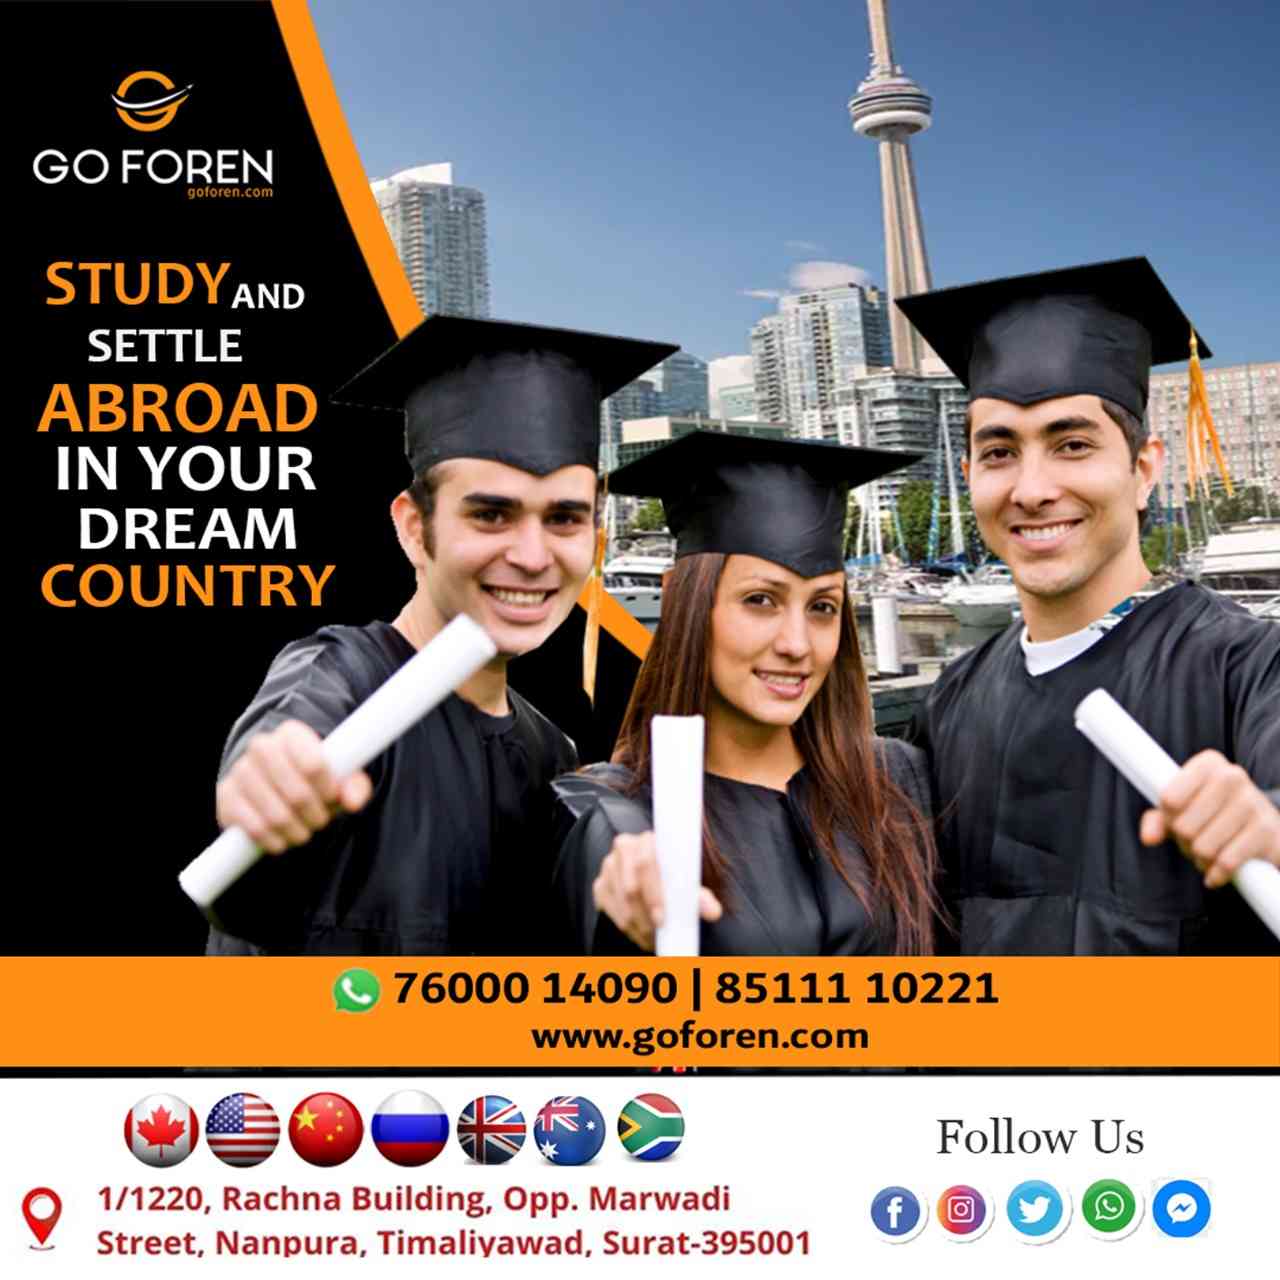 GO FOREN
goforen.com
STUDY AND
SETTLE
ABROAD
IN YOUR
DREAM
COUNTRY
76000 14090 | 85111 10221
www.goforen.com
Follow Us
1/1220, Rachna Building, Opp. Marwadi
Street, Nanpura, Timaliyawad, Surat-395001